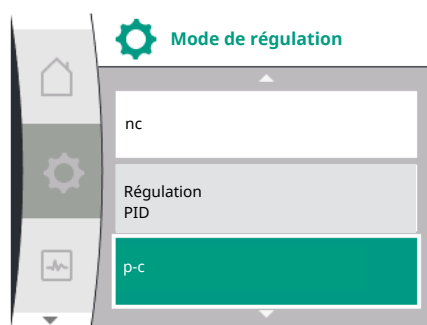 Mode de régulation
nc
Régulation
PID
p-c